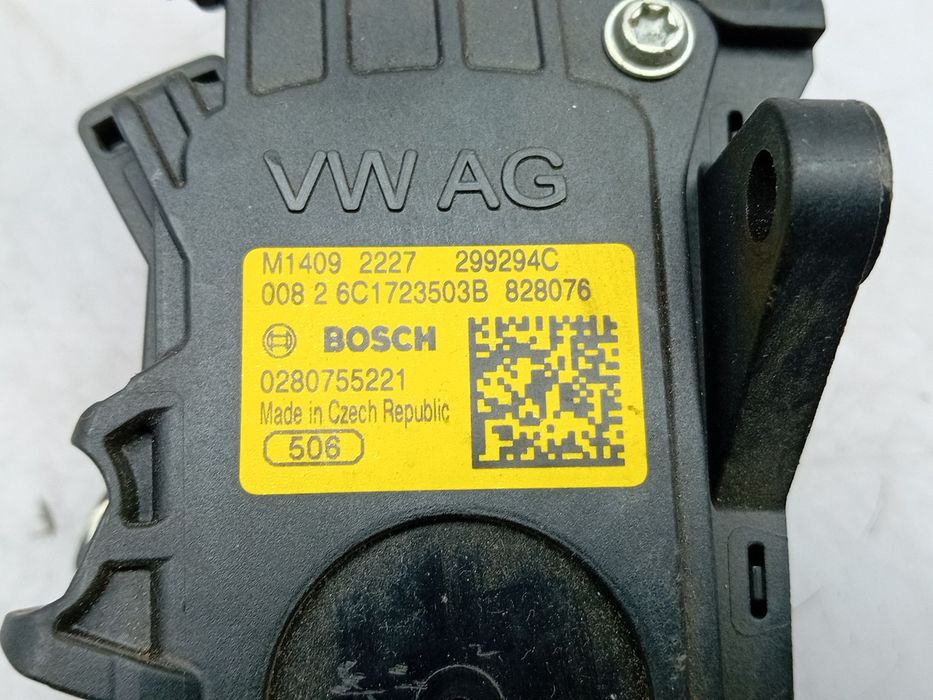 VW AG
M1409 2227 299294C
008 2 6C1723503B 828076
BOSCH
0280755221
Made in Czech Republic
506